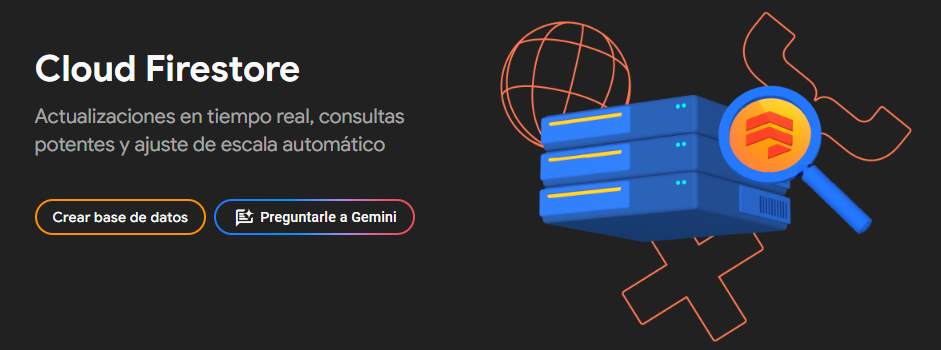 Cloud Firestore
Actualizaciones en tiempo real, consultas
potentes y ajuste de escala automático
Crear base de datos
Preguntarle a Gemini